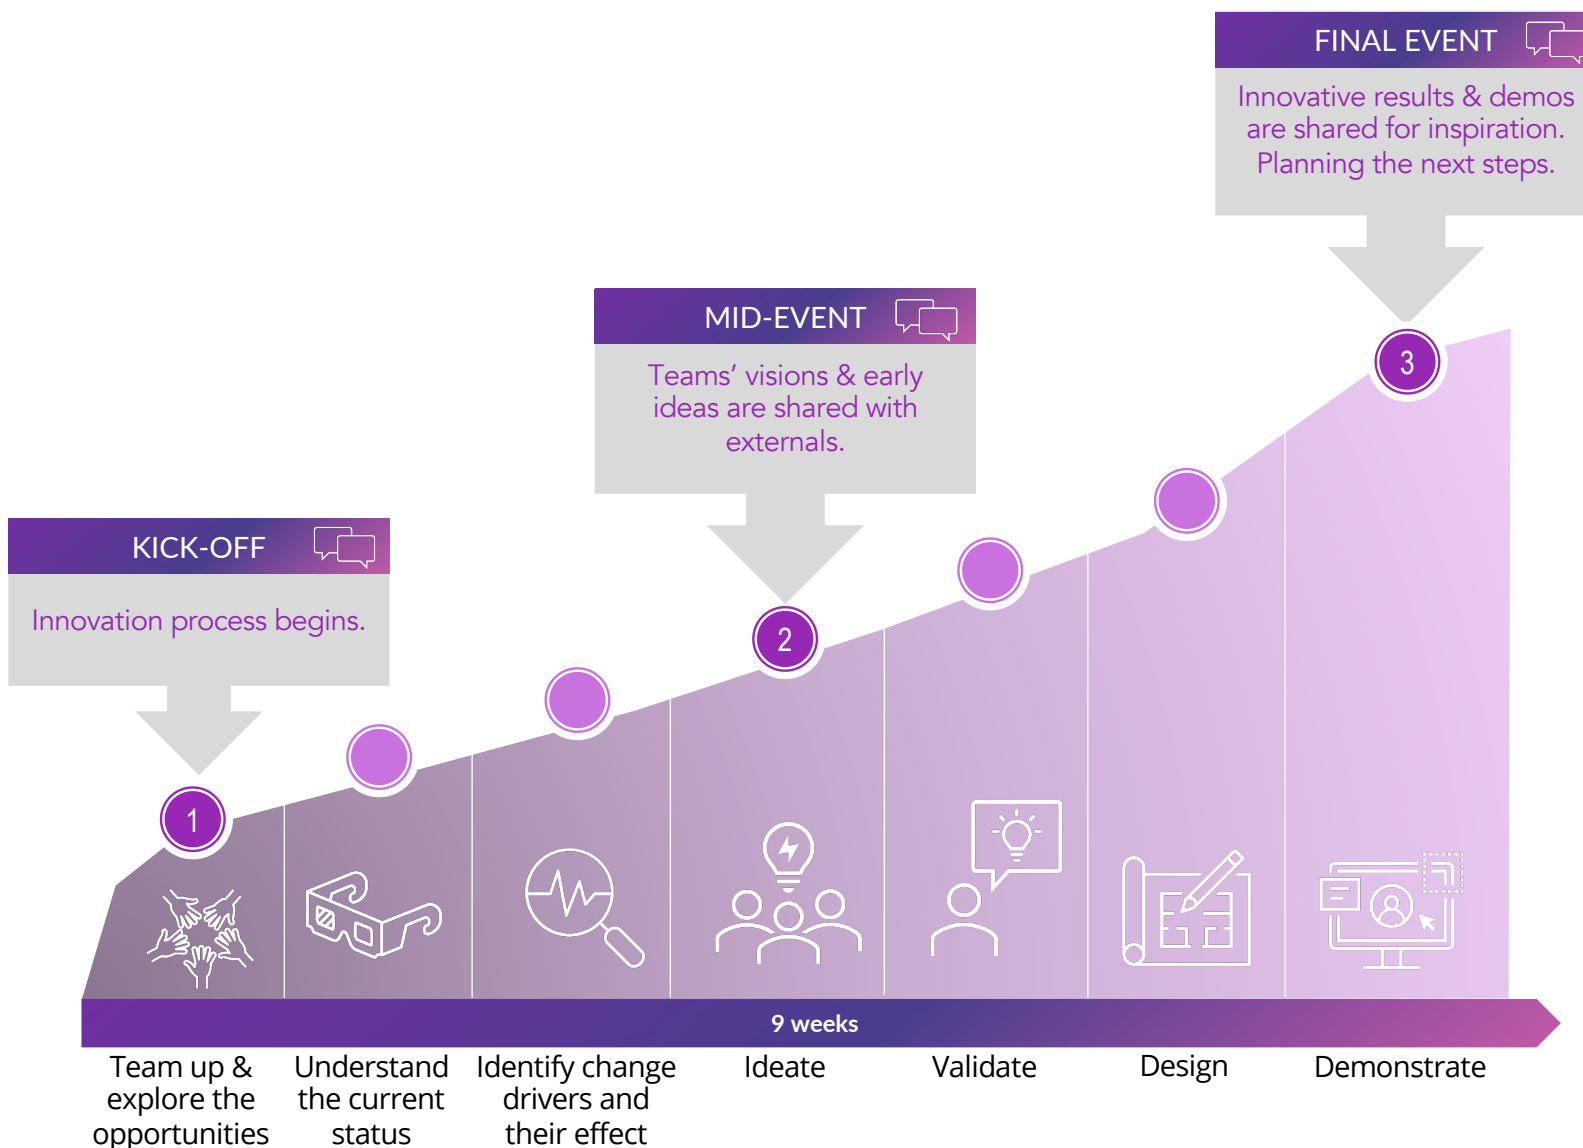 FINAL EVENT
Innovative results & demos
are shared for inspiration.
Planning the next steps.
MID-EVENT
Teams’ visions & early
ideas are shared with
externals.
KICK-OFF
Innovation process begins.
3
2
1
9 weeks
Team up &
explore the
opportunities
Understand
the current
status
Identify change
drivers and
their effect
Ideate
Validate
Design
Demonstrate